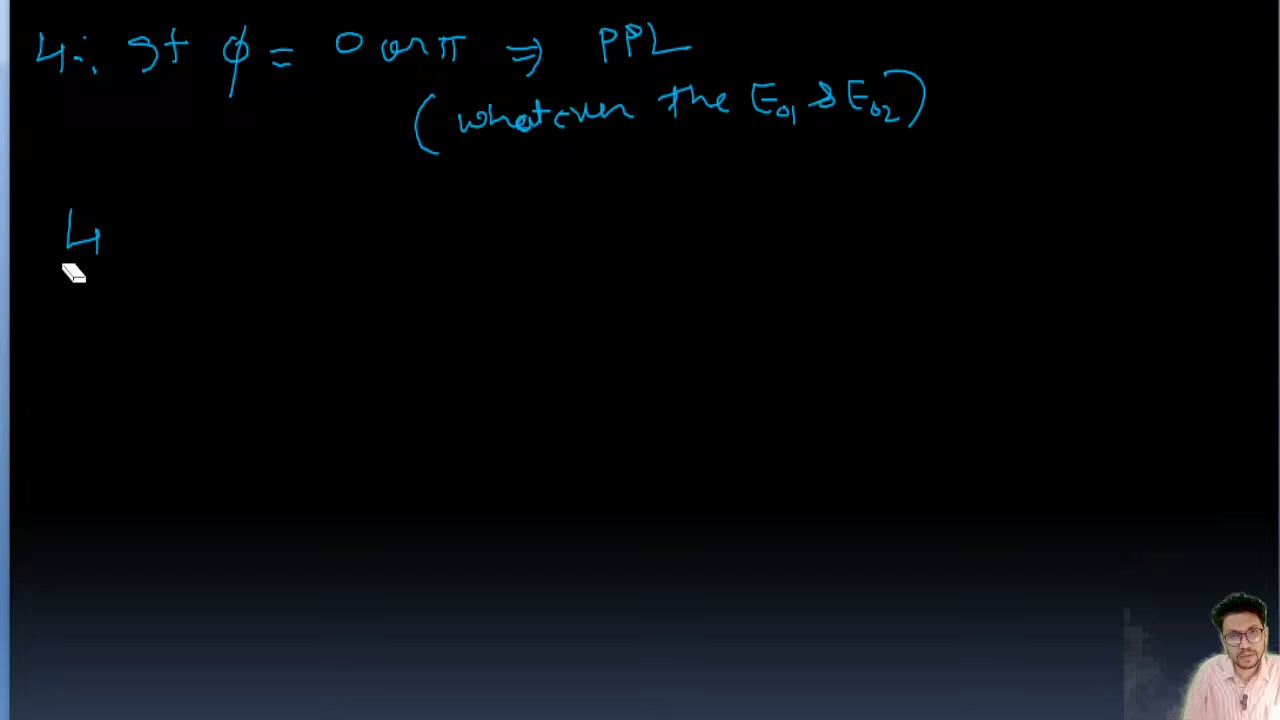 4:. If φ = 0 or π ⇒ PPL
(whatever the E01 & E02)
4